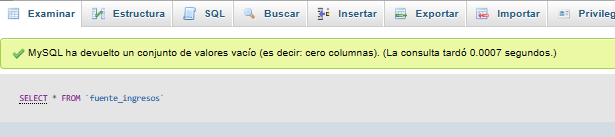 Examinar Estructura SQL Buscar Insertar Exportar Importar Privileg
MySQL ha devuelto un conjunto de valores vacío (es decir: cero columnas). (La consulta tardó 0.0007 segundos.)
SELECT * FROM `fuente_ingresos`